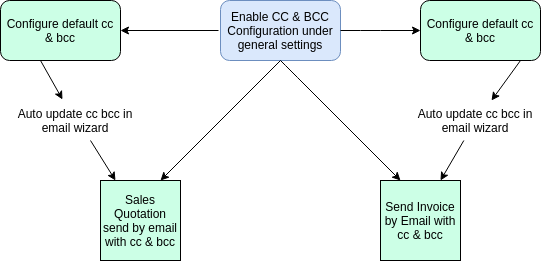 Configure default cc
& bcc
Enable CC & BCC
Configuration under
general settings
Configure default cc
& bcc
Auto update cc bcc in
email wizard
Auto update cc bcc in
email wizard
Sales
Quotation
send by email
with cc & bcc
Send Invoice
by Email with
cc & bcc